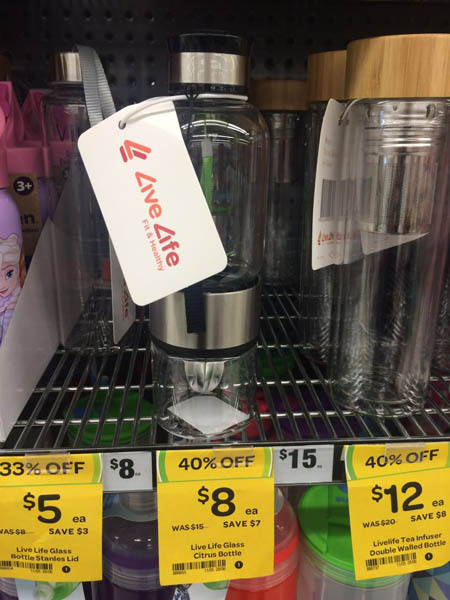 3+
Live Life
Fit & Healthy
33% OFF
$5 ea
WAS $8 SAVE $3
Live Life Glass
Bottle Stanles Lid
$8
40% OFF
$8 ea
WAS $15 SAVE $7
Live Life Glass
Citrus Bottle
$15
40% OFF
$12 ea
WAS $20 SAVE $8
Livelife Tea Infuser
Double Walled Bottle